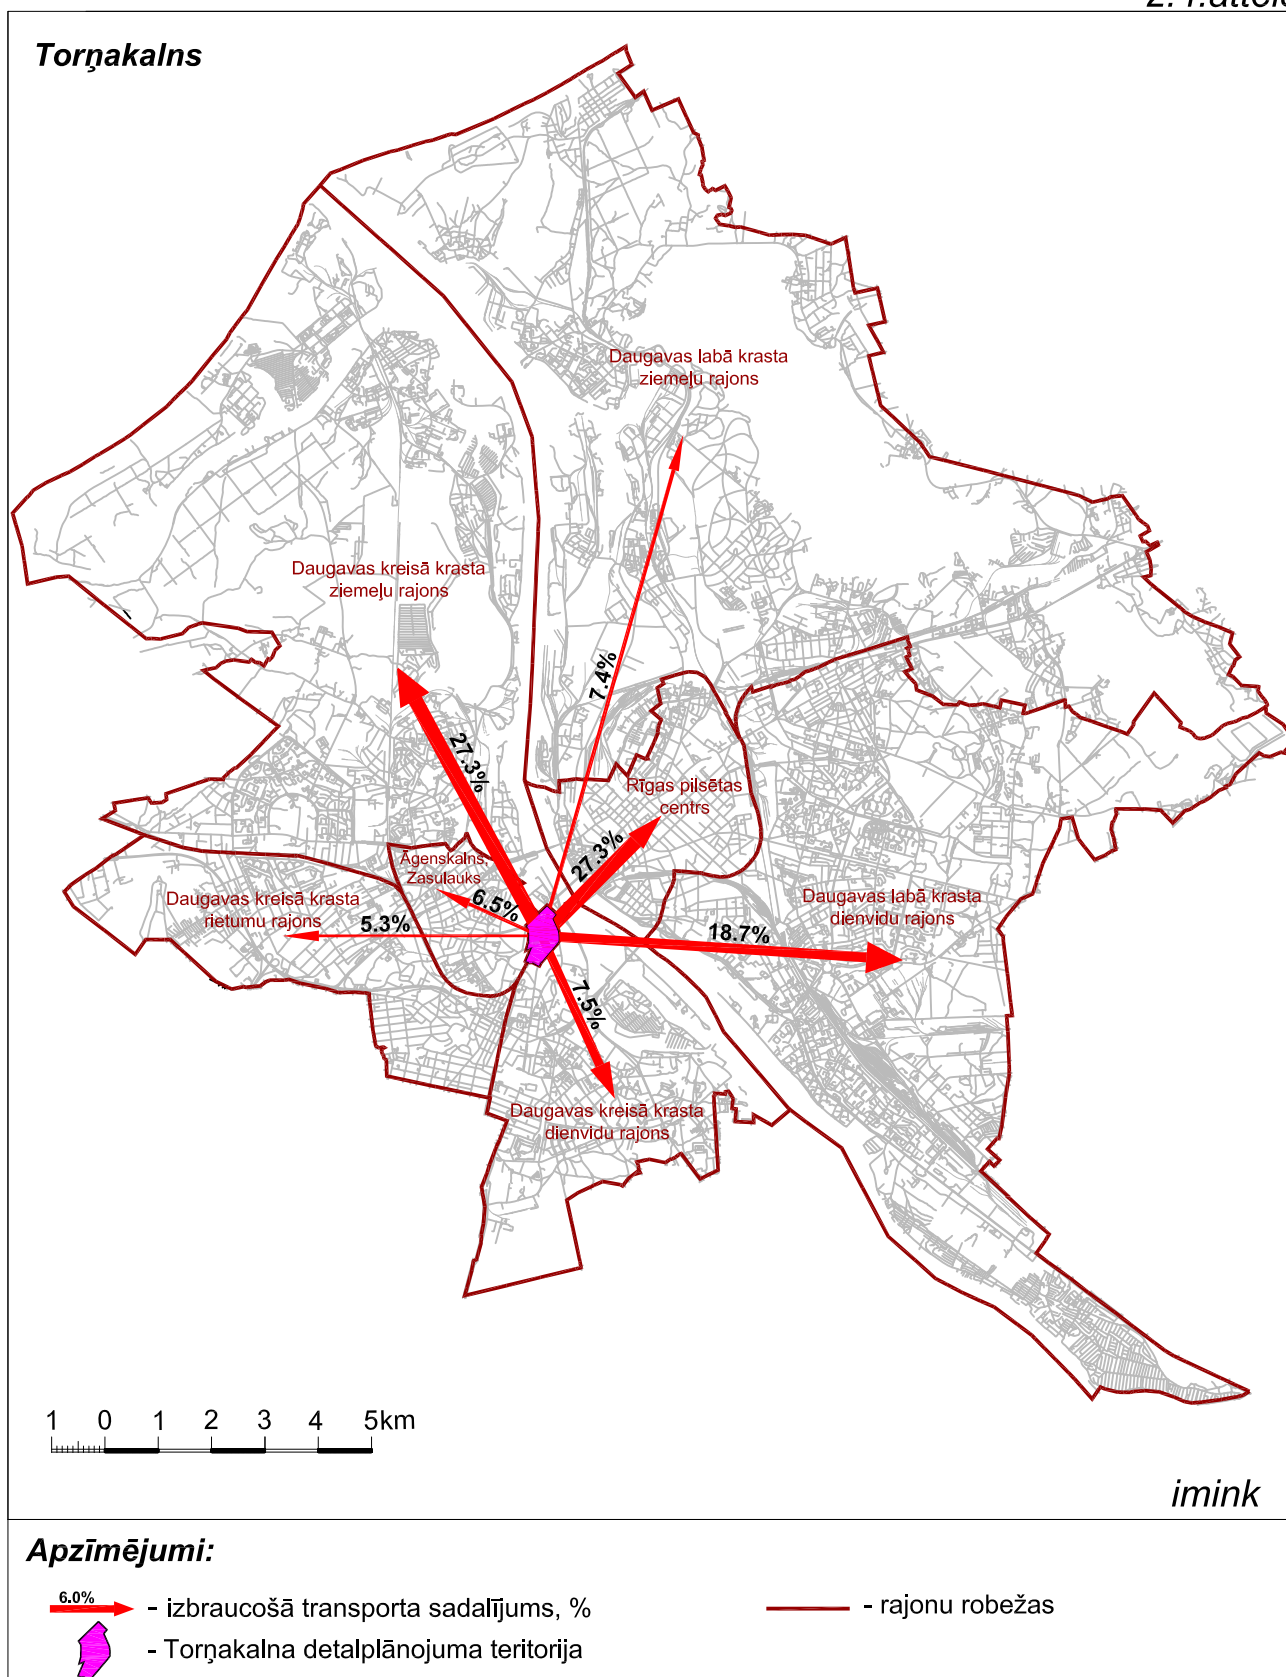 Torņakalns
Daugavas labā krasta
ziemeļu rajons
Daugavas kreisā krasta
ziemeļu rajons
7.4%
27.3%
Rīgas pilsētas
centrs
27.3%
Āgenskalns,
Zasulauks
6.5%
Daugavas kreisā krasta
rietumu rajons
5.3%
Daugavas labā krasta
dienvidu rajons
18.7%
7.5%
Daugavas kreisā krasta
dienvidu rajons
1 0 1 2 3 4 5km
imink
Apzīmējumi:
6.0%
- izbraucošā transporta sadalījums, %
- rajonu robežas
- Torņakalna detalplānojuma teritorija